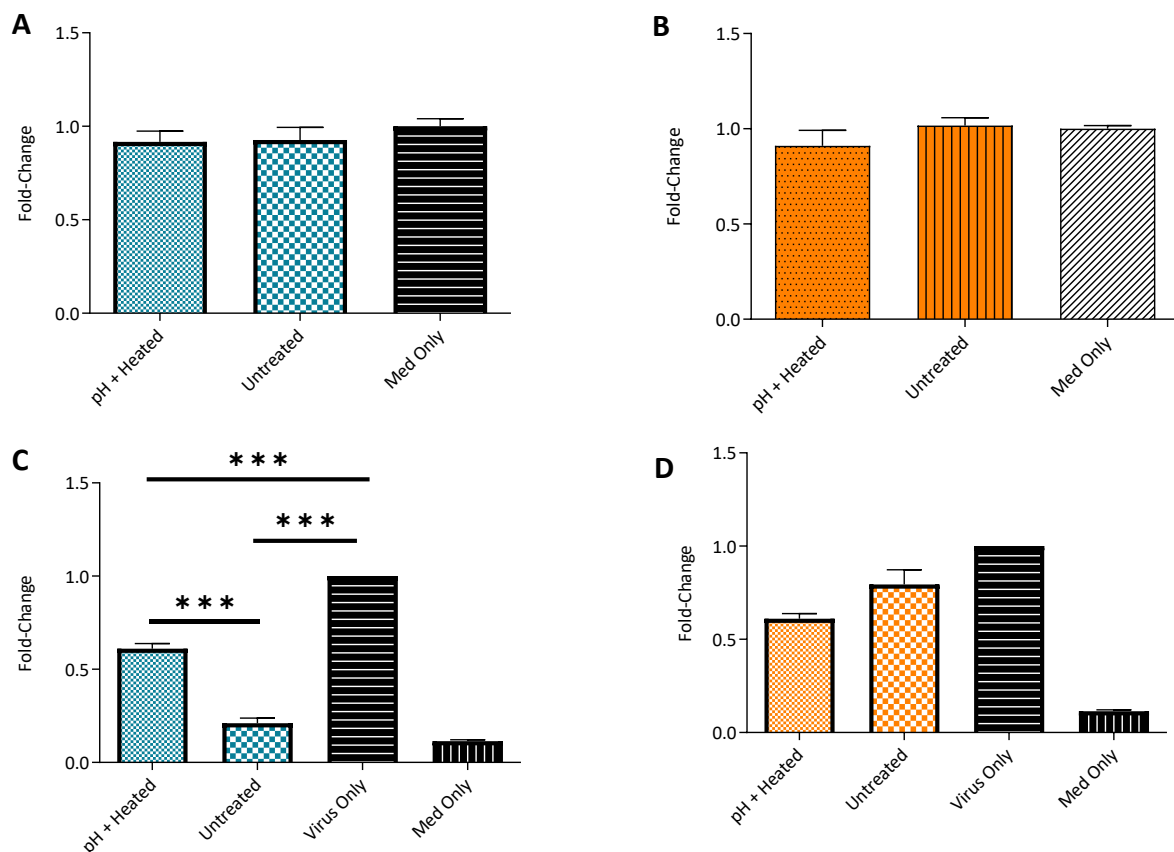 A
1.5
1.0
0.5
0.0
Fold-Change
pH + Heated
Untreated
Med Only
B
1.5
1.0
0.5
0.0
Fold-Change
pH + Heated
Untreated
Med Only
C
1.5
1.0
0.5
0.0
Fold-Change
***
***
***
pH + Heated
Untreated
Virus Only
Med Only
D
1.5
1.0
0.5
0.0
Fold-Change
pH + Heated
Untreated
Virus Only
Med Only